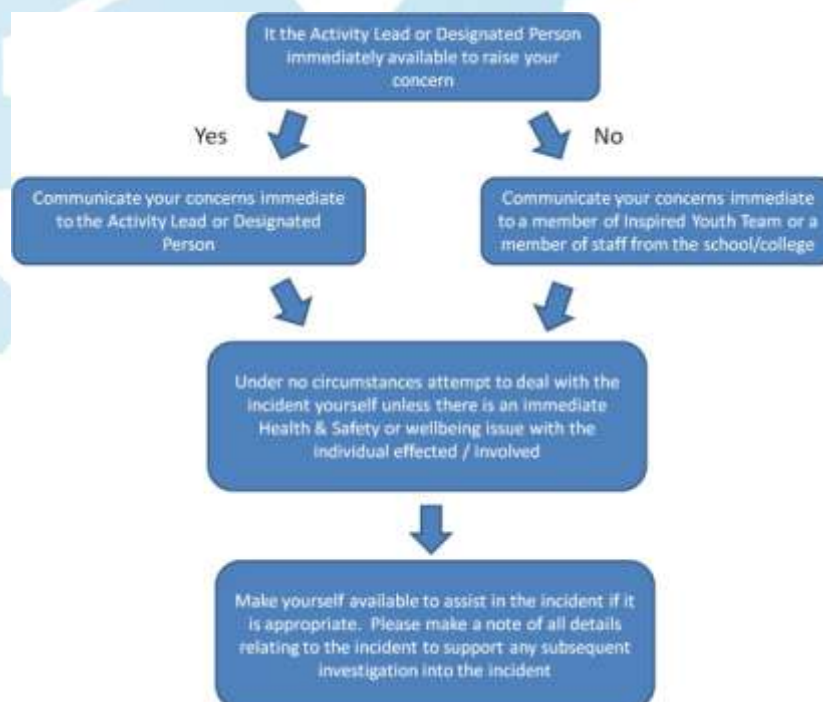 It the Activity Lead or Designated Person
immediately available to raise your
concern
Yes
No
Communicate your concerns immediate
to the Activity Lead or Designated
Person
Communicate your concerns immediate
to a member of Inspired Youth Team or a
member of staff from the school/college
Under no circumstances attempt to deal with the
incident yourself unless there is an immediate
Health & Safety or wellbeing issue with the
individual effected / involved
Make yourself available to assist in the incident if it
is appropriate. Please make a note of all details
relating to the incident to support any subsequent
investigation into the incident